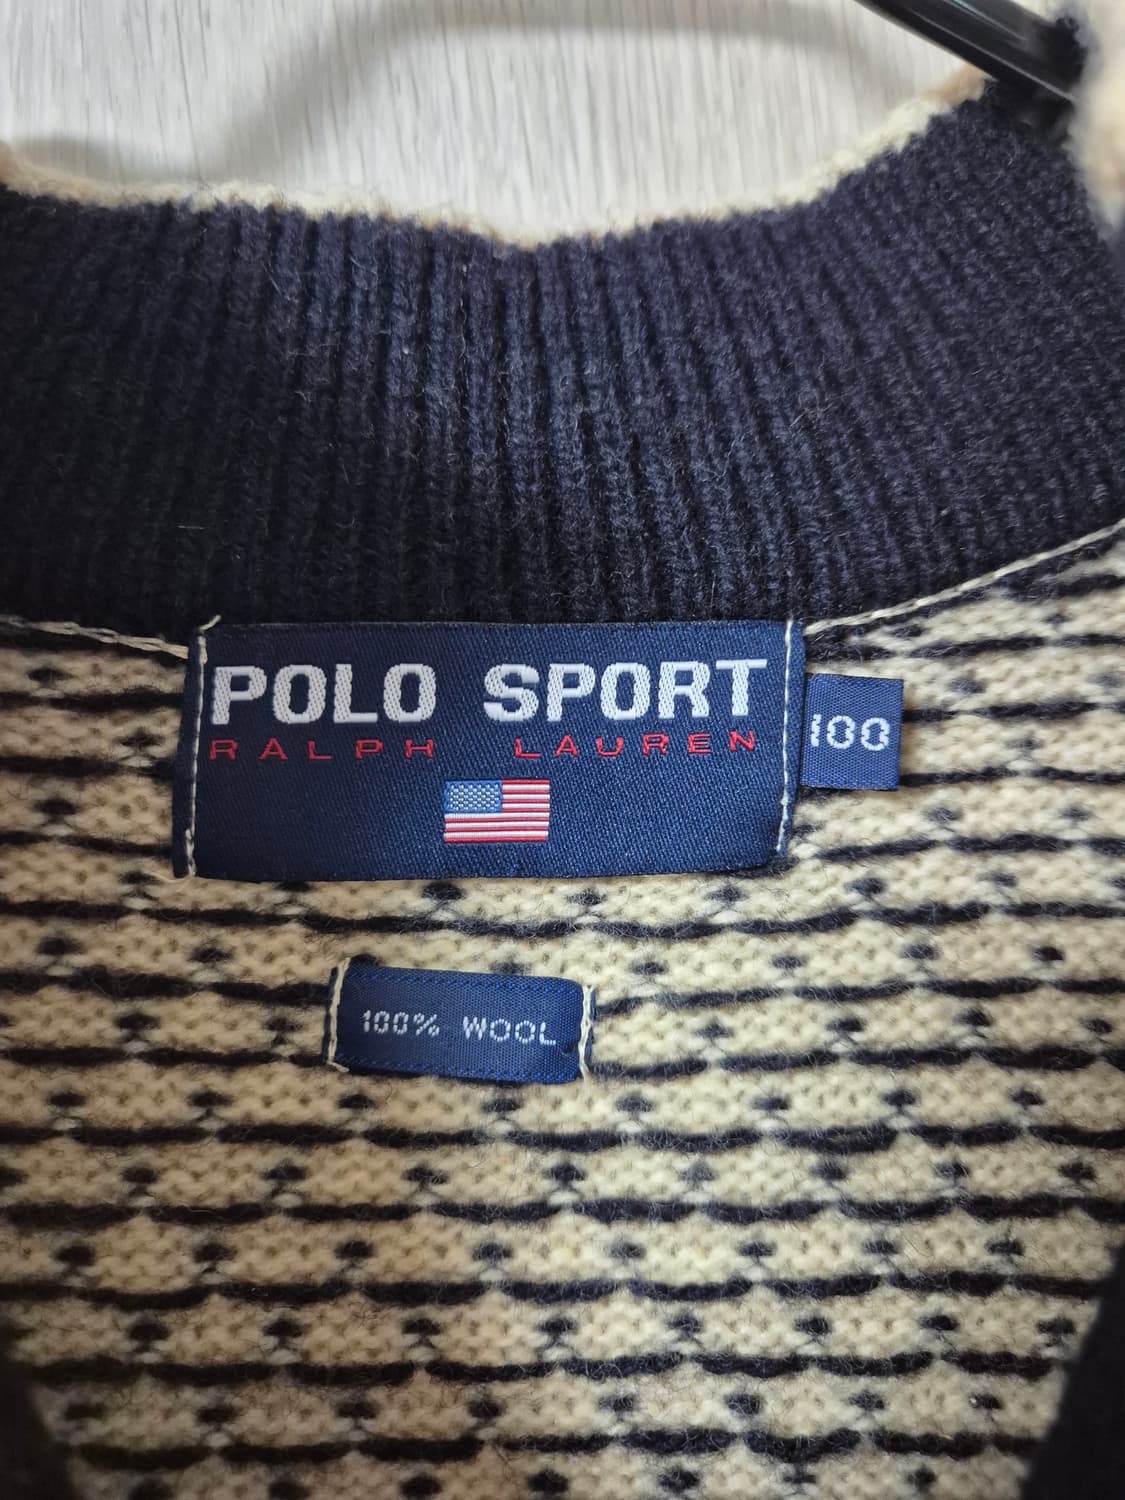 POLO SPORT
RALPH LAUREN
100
100% WOOL